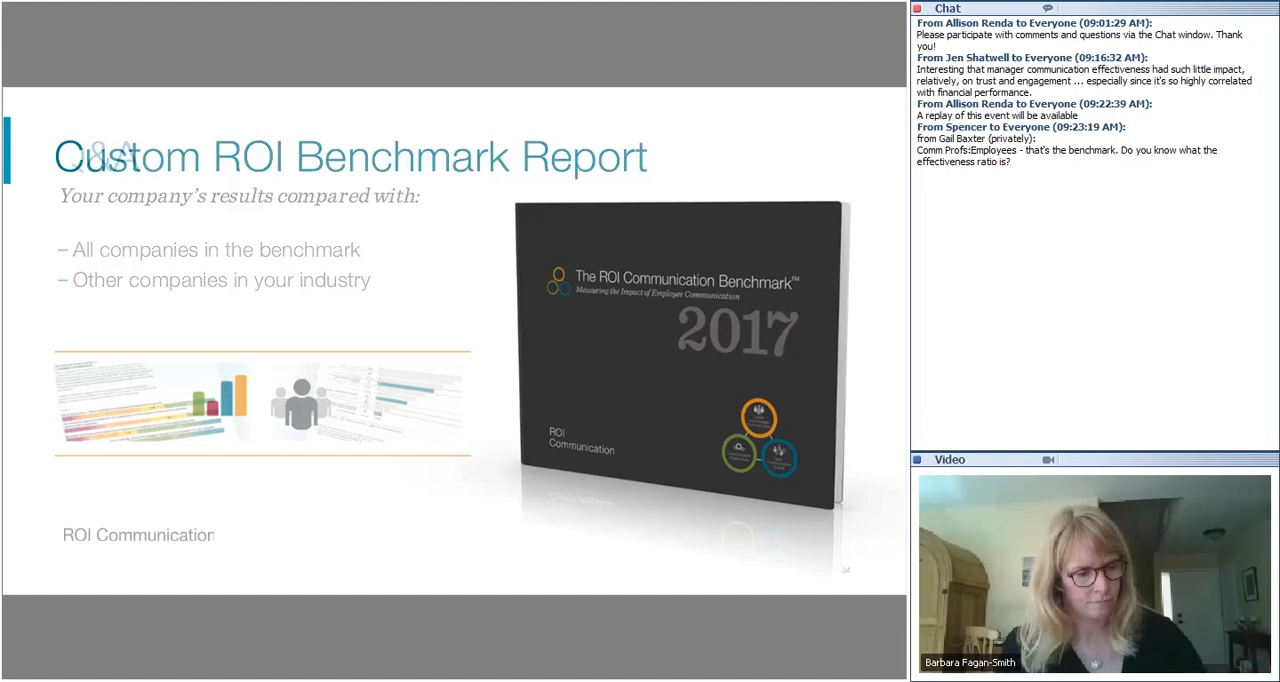 Q&A
Custom ROI Benchmark Report
Your company's results compared with:
– All companies in the benchmark
– Other companies in your industry
The ROI Communication Benchmark™
Measuring the Impact of Employee Communication
2017
ROI
Communication
ROI Communication
34
Chat
From Allison Renda to Everyone (09:01:29 AM):
Please participate with comments and questions via the Chat window. Thank
you!
From Jen Shatwell to Everyone (09:16:32 AM):
Interesting that manager communication effectiveness had such little impact,
relatively, on trust and engagement ... especially since it's so highly correlated
with financial performance.
From Allison Renda to Everyone (09:22:39 AM):
A replay of this event will be available
From Spencer to Everyone (09:23:19 AM):
from Gail Baxter (privately):
Comm Profs:Employees - that's the benchmark. Do you know what the
effectiveness ratio is?
Video
Barbara Fagan-Smith